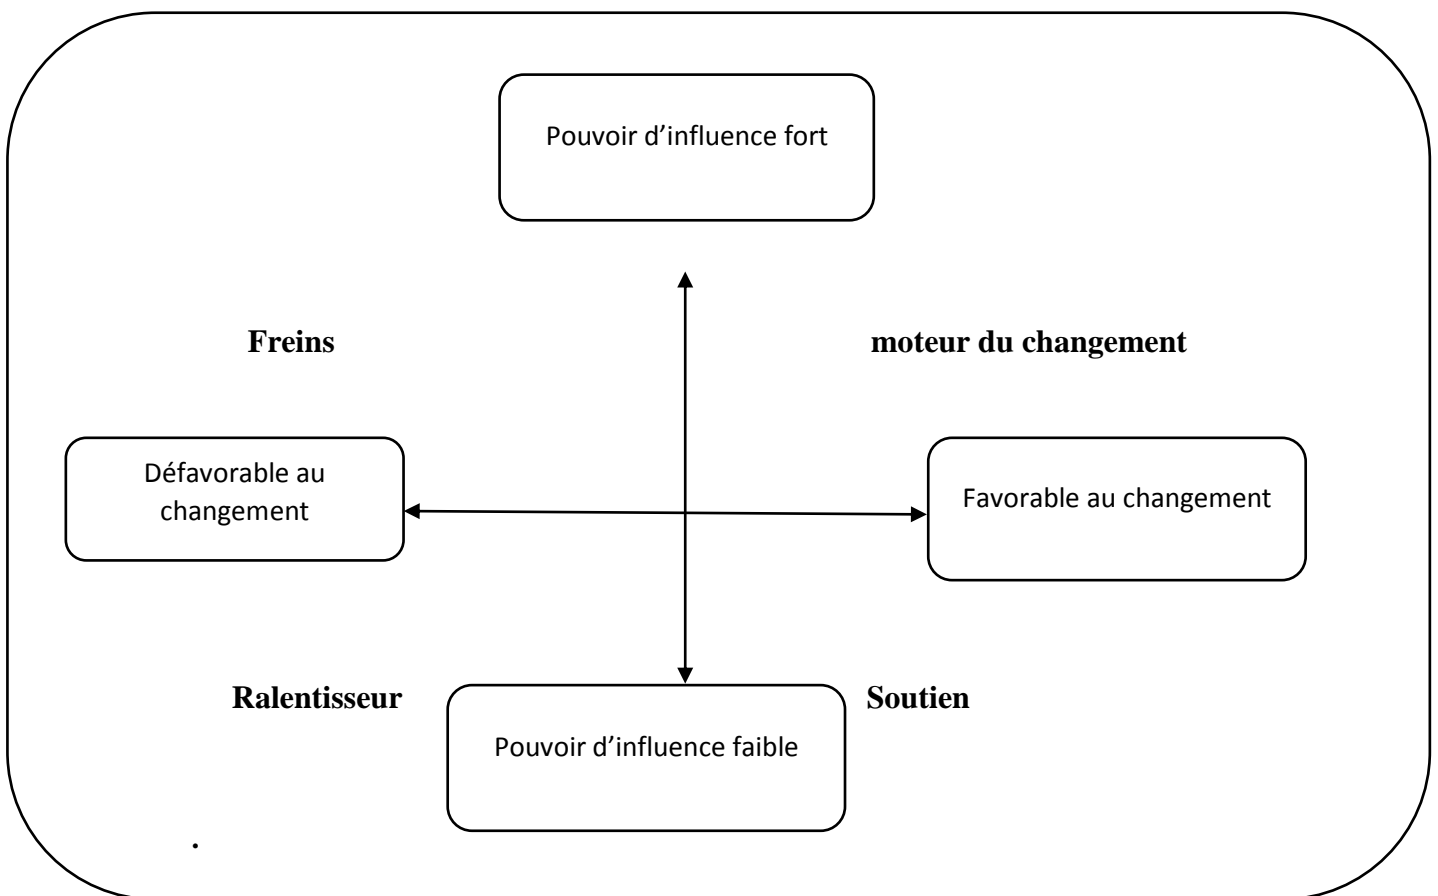 Pouvoir d’influence fort
Freins
moteur du changement
Défavorable au
changement
Favorable au changement
Ralentisseur
Soutien
Pouvoir d’influence faible
.